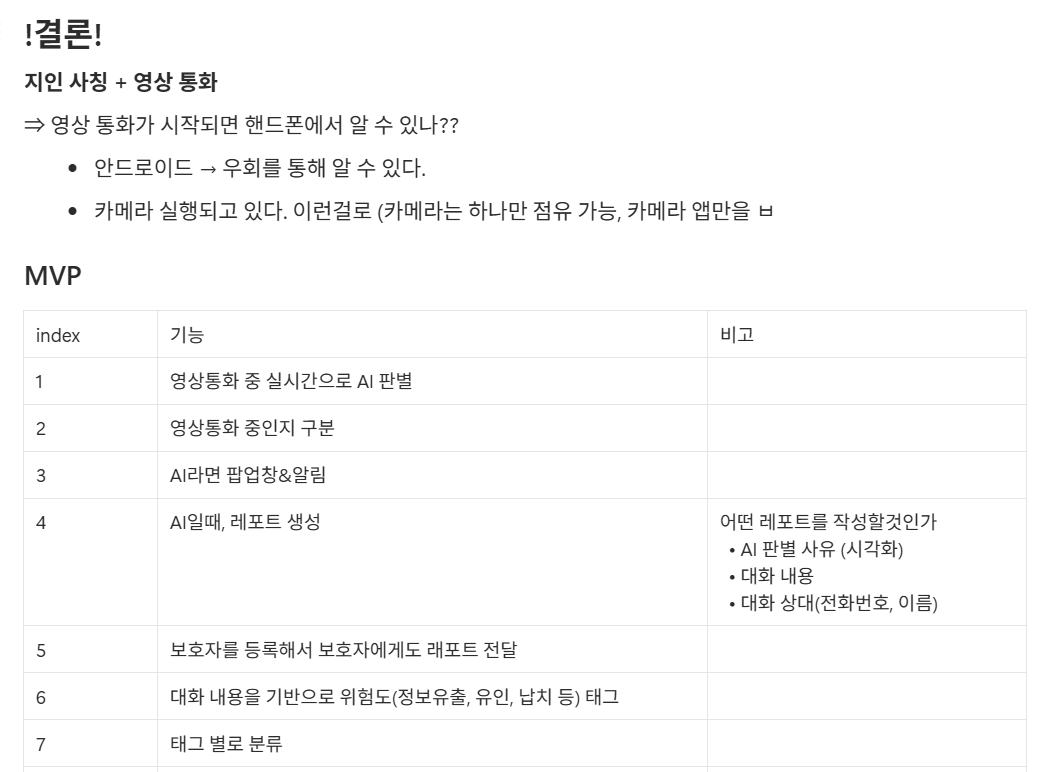 !결론!
지인 사칭 + 영상 통화
⇒ 영상 통화가 시작되면 핸드폰에서 알 수 있나??
• 안드로이드 → 우회를 통해 알 수 있다.
• 카메라 실행되고 있다. 이런걸로 (카메라는 하나만 점유 가능, 카메라 앱만을 ㅂ
MVP
index 기능 비고
1 영상통화 중 실시간으로 AI 판별
2 영상통화 중인지 구분
3 AI라면 팝업창&알림
4 AI일때, 레포트 생성 어떤 레포트를 작성할것인가
• AI 판별 사유 (시각화)
• 대화 내용
• 대화 상대(전화번호, 이름)
5 보호자를 등록해서 보호자에게도 래포트 전달
6 대화 내용을 기반으로 위험도(정보유출, 유인, 납치 등) 태그
7 태그 별로 분류